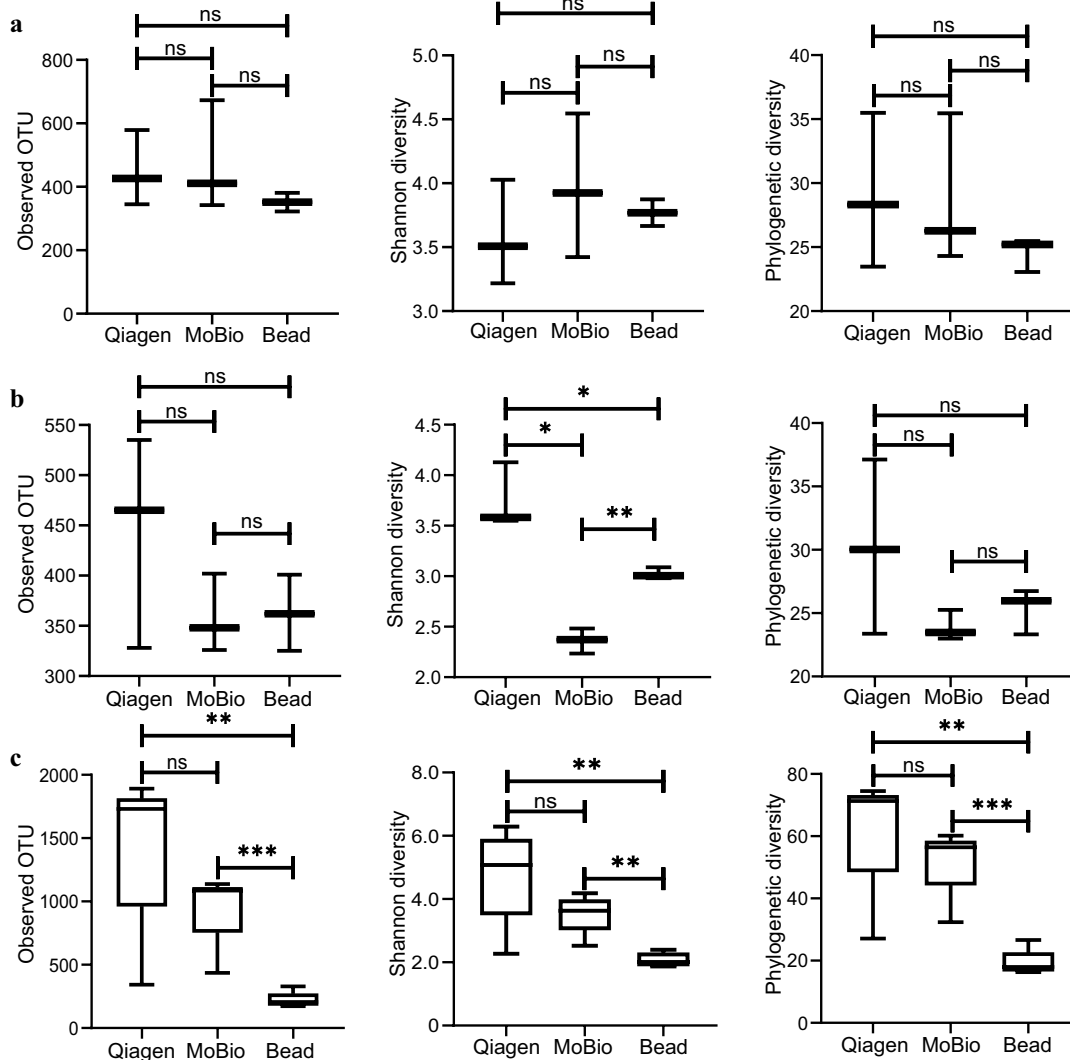 a
ns
ns
ns
Observed OTU
800
600
400
200
0
Qiagen MoBio Bead
ns
ns
ns
Shannon diversity
5.0
4.5
4.0
3.5
3.0
Qiagen MoBio Bead
ns
ns
ns
Phylogenetic diversity
40
35
30
25
20
Qiagen MoBio Bead
b
ns
ns
ns
Observed OTU
550
500
450
400
350
300
Qiagen MoBio Bead
*
*
**
Shannon diversity
4.5
4.0
3.5
3.0
2.5
2.0
Qiagen MoBio Bead
ns
ns
ns
Phylogenetic diversity
40
35
30
25
20
Qiagen MoBio Bead
c
**
ns
***
Observed OTU
2000
1500
1000
500
0
Qiagen MoBio Bead
**
ns
**
Shannon diversity
8.0
6.0
4.0
2.0
0
Qiagen MoBio Bead
**
ns
***
Phylogenetic diversity
80
60
40
20
0
Qiagen MoBio Bead